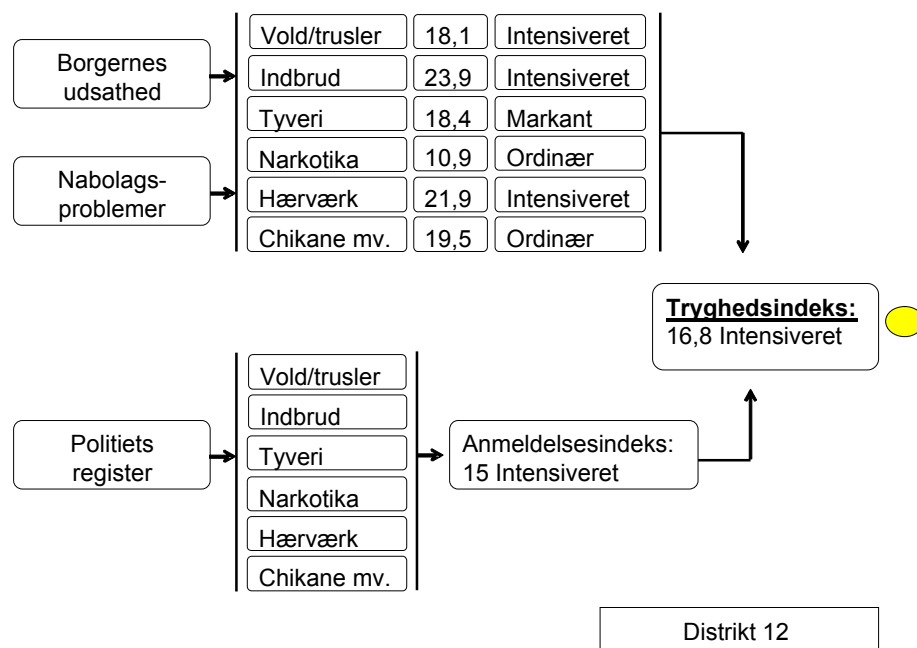 Borgernes
udsathed
Nabolags-
problemer
Vold/trusler 18,1 Intensiveret
Indbrud 23,9 Intensiveret
Tyveri 18,4 Markant
Narkotika 10,9 Ordinær
Hærværk 21,9 Intensiveret
Chikane mv. 19,5 Ordinær
Tryghedsindeks:
16,8 Intensiveret
Politiets
register
Vold/trusler
Indbrud
Tyveri
Narkotika
Hærværk
Chikane mv.
Anmeldelsesindeks:
15 Intensiveret
Distrikt 12